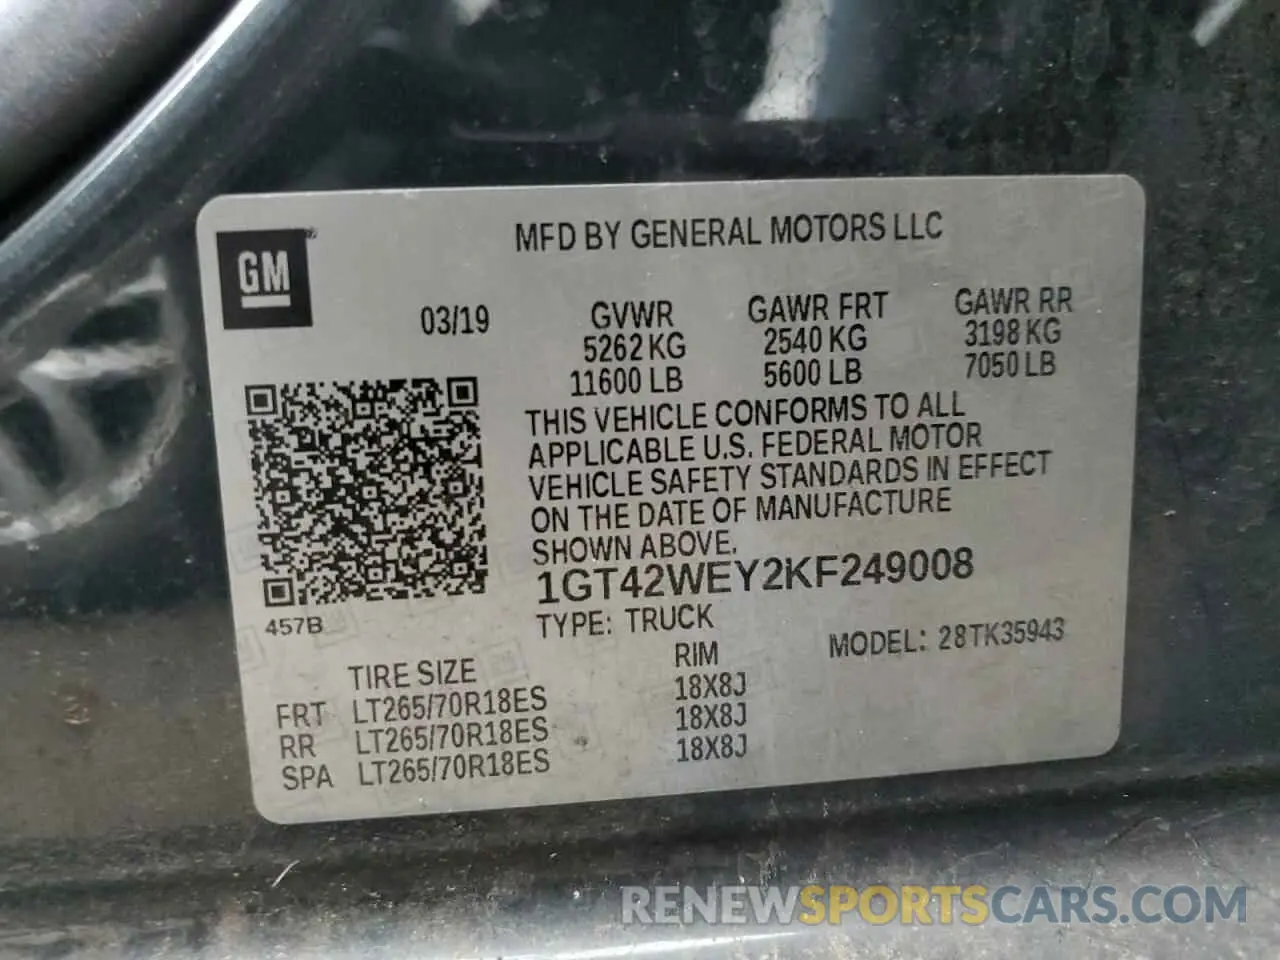 MFD BY GENERAL MOTORS LLC
GM®
03/19
GVWR
5262 KG
11600 LB
GAWR FRT
2540 KG
5600 LB
GAWR RR
3198 KG
7050 LB
THIS VEHICLE CONFORMS TO ALL
APPLICABLE U.S. FEDERAL MOTOR
VEHICLE SAFETY STANDARDS IN EFFECT
ON THE DATE OF MANUFACTURE
SHOWN ABOVE.
1GT42WEY2KF249008
457B
TYPE: TRUCK
MODEL: 28TK35943
TIRE SIZE RIM
FRT LT265/70R18ES 18X8J
RR LT265/70R18ES 18X8J
SPA LT265/70R18ES 18X8J
RENEWSPORTSCARS.COM